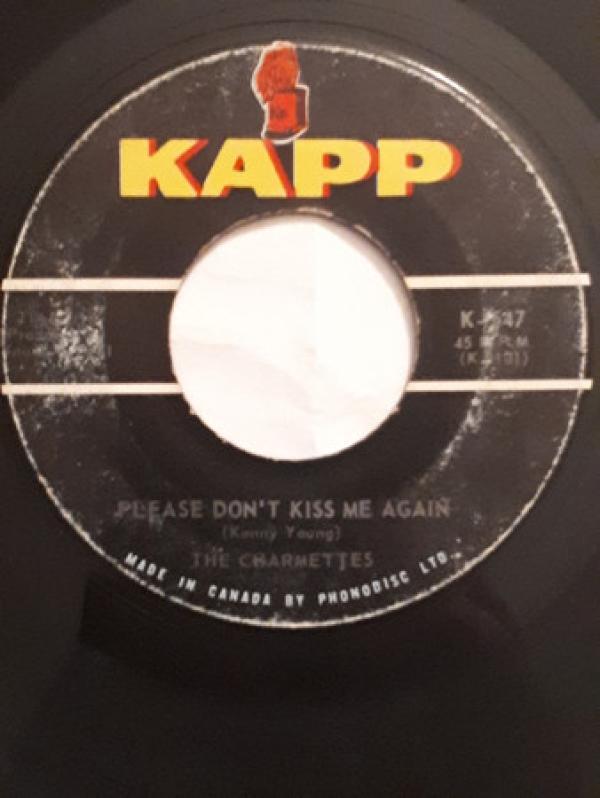 KAPP
45 R.P.M.
PLEASE DON'T KISS ME AGAIN
(Kenny Young)
THE CHARMETTES
MADE IN CANADA BY PHONODISC LTD.